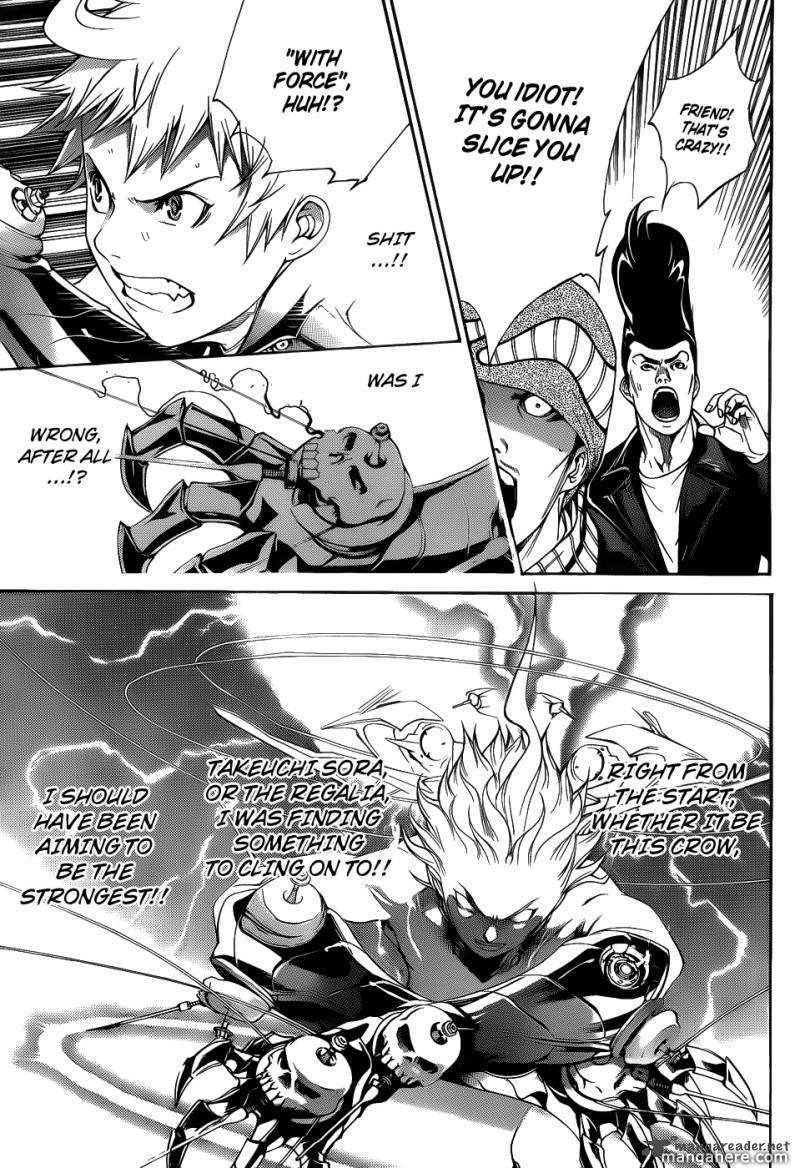 FRIEND!
THAT'S
CRAZY!!
YOU IDIOT!
IT'S GONNA
SLICE YOU
UP!!
"WITH
FORCE",
HUH!?
SHIT
...!!
WAS I
WRONG,
AFTER ALL
...!?
..RIGHT FROM
THE START,
WHETHER IT BE
THIS CROW,
TAKEUCHI SORA,
OR THE REGALIA,
I WAS FINDING
SOMETHING
TO CLING ON TO!!
I SHOULD
HAVE BEEN
AIMING TO
BE THE
STRONGEST!!
mangareader.net
mangahere.com